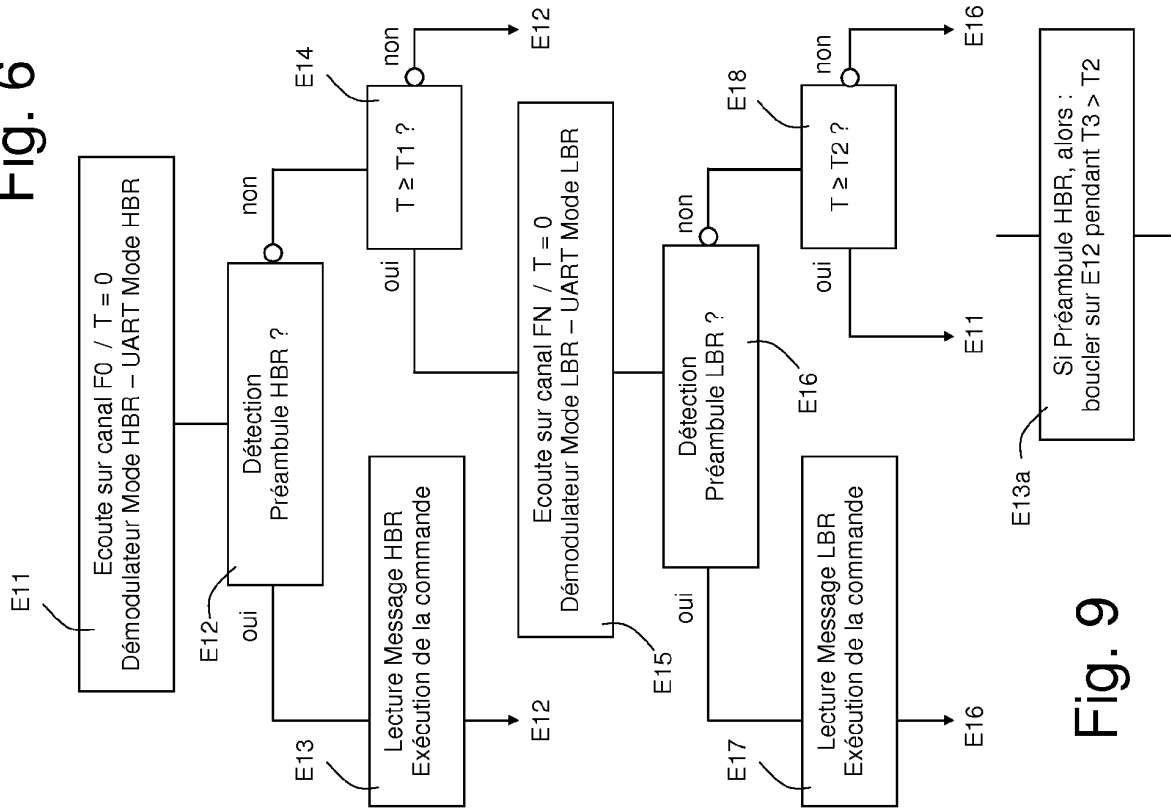 Fig. 6
E11
Ecoute sur canal F0 / T = 0
Démodulateur Mode HBR – UART Mode HBR
E12
Détection
Préambule HBR ?
oui
non
E13
Lecture Message HBR
Exécution de la commande
E12
E14
T ≥ T1 ?
oui
non
E12
Ecoute sur canal FN / T = 0
Démodulateur Mode LBR – UART Mode LBR
E15
Détection
Préambule LBR ?
E16
oui
non
E17
Lecture Message LBR
Exécution de la commande
E16
E18
T ≥ T2 ?
oui
non
E11
E16
Fig. 9
E13a
Si Préambule HBR, alors :
boucler sur E12 pendant T3 > T2